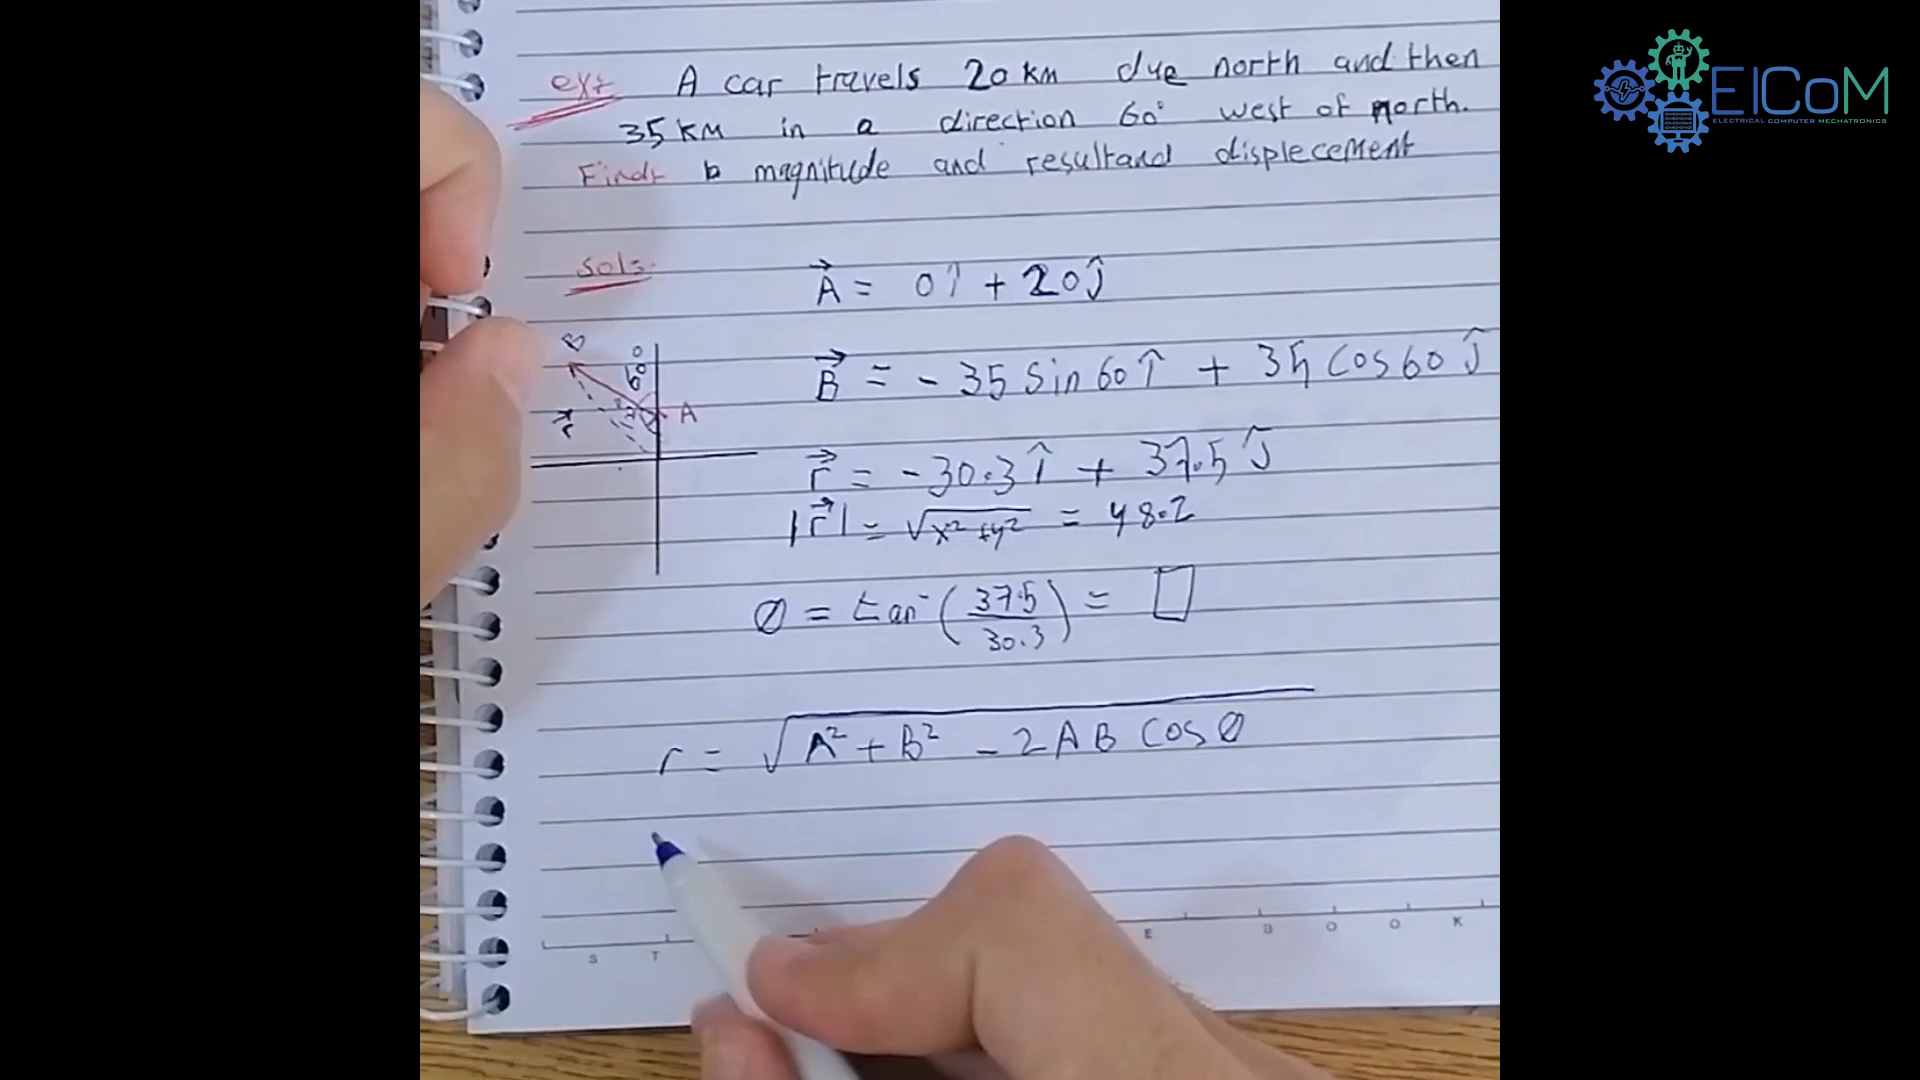 EICoM
ELECTRICAL COMPUTER MECHATRONICS
ex: A car travels 20 km due north and then
35 km in a direction 60° west of north.
Find: magnitude and resultand displecement
Sol:
A⃗ = 0î + 20ĵ
B⃗ = - 35 sin 60 î + 35 cos 60 ĵ
B 60° A
r⃗
r⃗ = -30.3 î + 37.5 ĵ
|r⃗| = √x² + y² = 48.2
Ø = tan⁻ (37.5/30.3) = □
r = √A² + B² - 2AB cos Ø
S T E B O O K